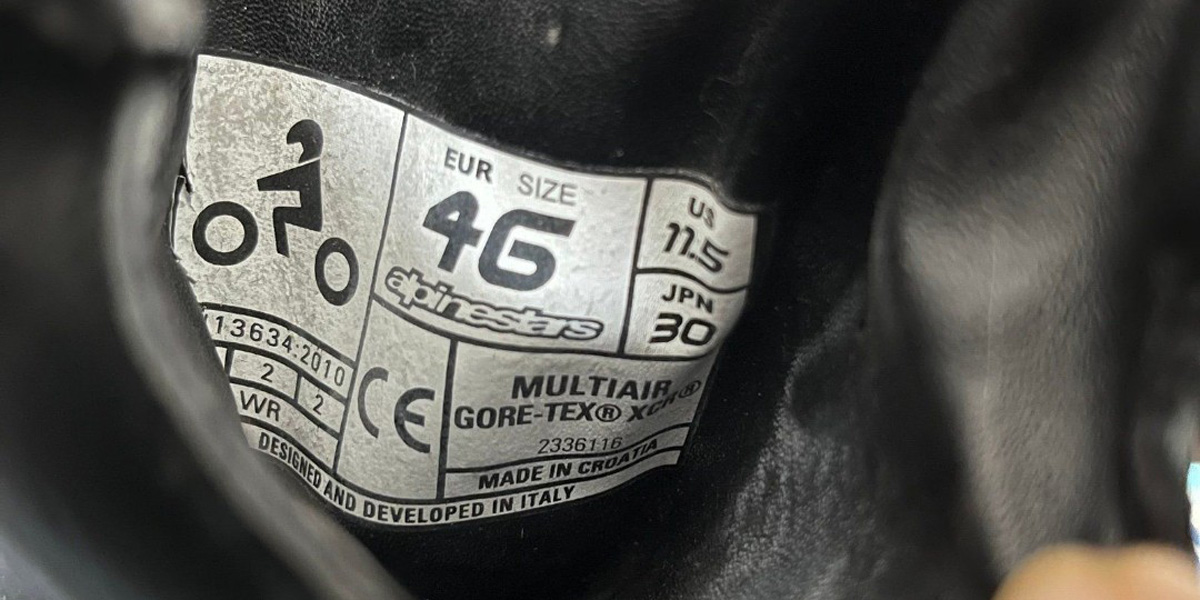 EUR SIZE
46
alpinestars
US
11.5
JPN
30
13634:2010
2
2
WR
CE
MULTIAIR
GORE-TEX® XCR®
2336116
MADE IN CROATIA
DESIGNED AND DEVELOPED IN ITALY